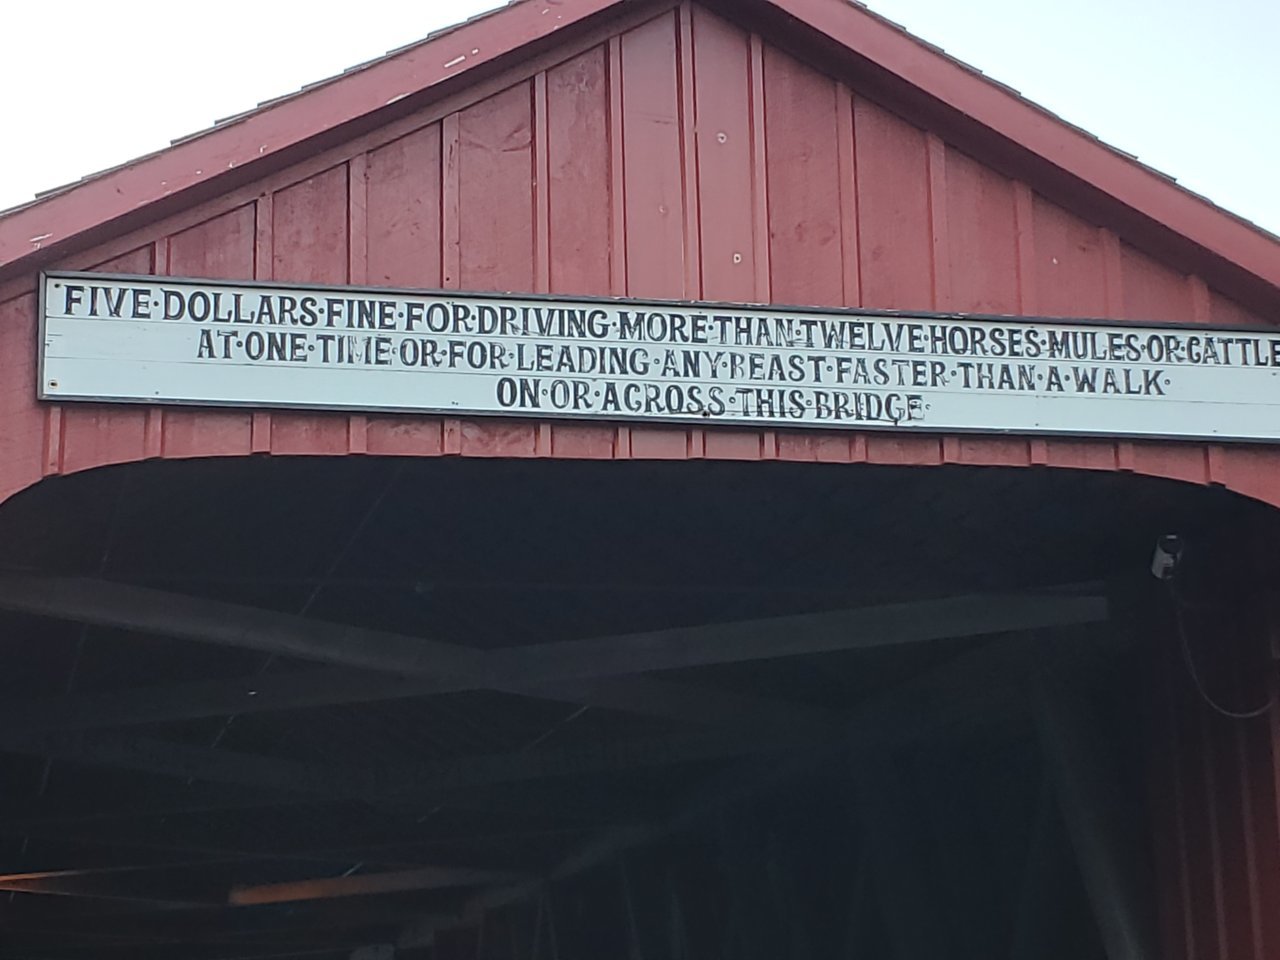 FIVE·DOLLARS·FINE·FOR·DRIVING·MORE·THAN·TWELVE·HORSES·MULES·OR·CATTLE
AT·ONE·TIME·OR·FOR·LEADING·ANY·BEAST·FASTER·THAN·A·WALK·
ON·OR·ACROSS·THIS·BRIDGE·